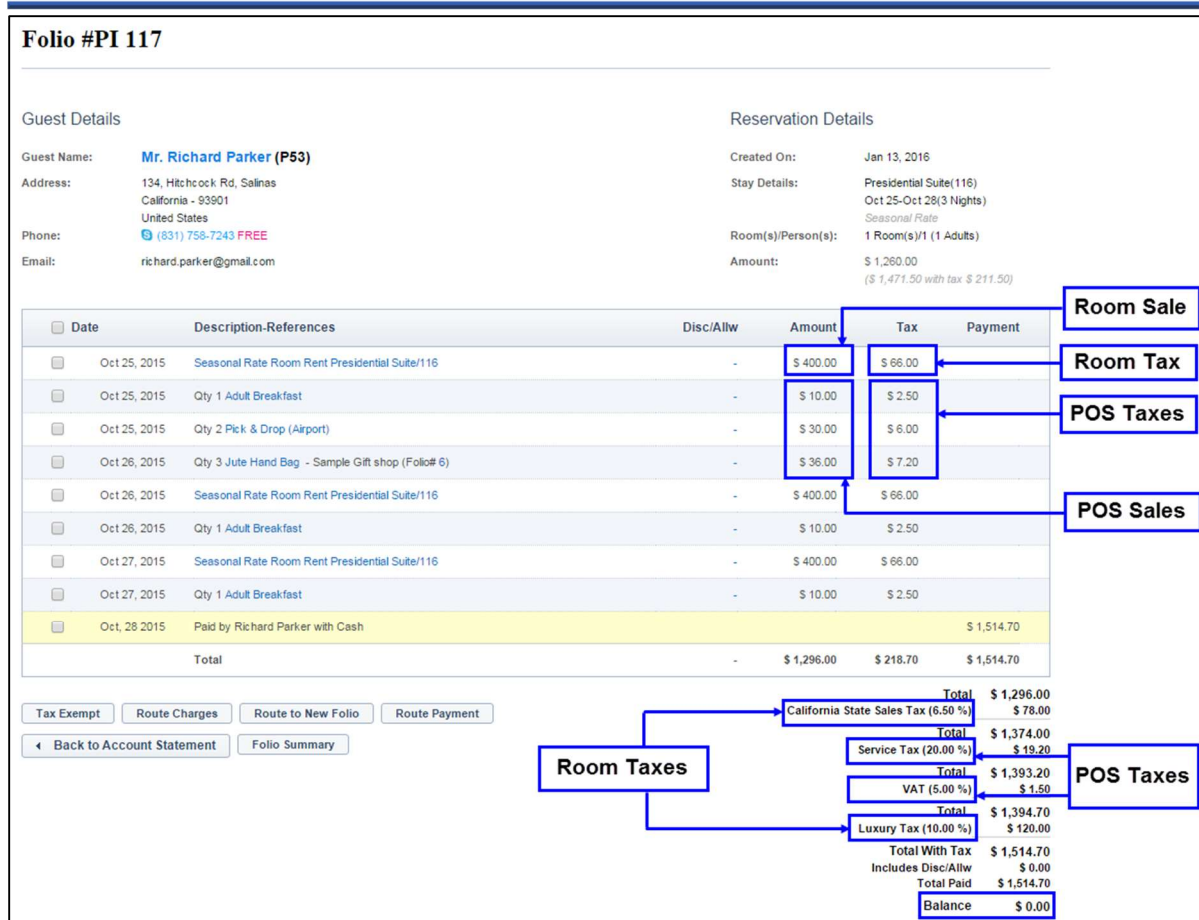 Folio #PI 117
Guest Details
Guest Name: Mr. Richard Parker (P53)
Address: 134, Hitchcock Rd, Salinas
California - 93901
United States
Phone: (831) 758-7243 FREE
Email: richard.parker@gmail.com
Reservation Details
Created On: Jan 13, 2016
Stay Details: Presidential Suite(116)
Oct 25-Oct 28(3 Nights)
Seasonal Rate
Room(s)/Person(s): 1 Room(s)/1 (1 Adults)
Amount: $ 1,260.00
($ 1,471.50 with tax $ 211.50)
Date Description-References Disc/Allw Amount Tax Payment
Oct 25, 2015 Seasonal Rate Room Rent Presidential Suite/116 - $ 400.00 $ 66.00
Oct 25, 2015 Qty 1 Adult Breakfast - $ 10.00 $ 2.50
Oct 25, 2015 Qty 2 Pick & Drop (Airport) - $ 30.00 $ 6.00
Oct 26, 2015 Qty 3 Jute Hand Bag - Sample Gift shop (Folio# 6) - $ 36.00 $ 7.20
Oct 26, 2015 Seasonal Rate Room Rent Presidential Suite/116 - $ 400.00 $ 66.00
Oct 26, 2015 Qty 1 Adult Breakfast - $ 10.00 $ 2.50
Oct 27, 2015 Seasonal Rate Room Rent Presidential Suite/116 - $ 400.00 $ 66.00
Oct 27, 2015 Qty 1 Adult Breakfast - $ 10.00 $ 2.50
Oct, 28 2015 Paid by Richard Parker with Cash $ 1,514.70
Total - $ 1,296.00 $ 218.70 $ 1,514.70
Room Sale
Room Tax
POS Taxes
POS Sales
Tax Exempt Route Charges Route to New Folio Route Payment
Back to Account Statement Folio Summary
Room Taxes
Total $ 1,296.00
California State Sales Tax (6.50 %) $ 78.00
Total $ 1,374.00
Service Tax (20.00 %) $ 19.20
Total $ 1,393.20
VAT (5.00 %) $ 1.50
Total $ 1,394.70
Luxury Tax (10.00 %) $ 120.00
Total With Tax $ 1,514.70
Includes Disc/Allw $ 0.00
Total Paid $ 1,514.70
Balance $ 0.00
POS Taxes